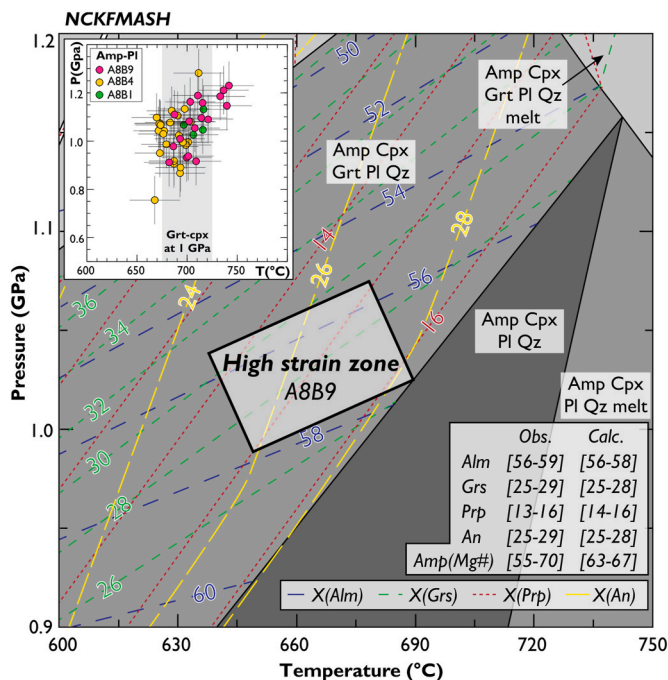 NCKFMASH
P(Gpa)
1.2
1.0
0.8
0.6
Amp-Pl
A8B9
A8B4
A8B1
Grt-cpx
at 1 GPa
600
650
700
750
T(°C)
50
52
54
56
58
60
Amp Cpx
Grt Pl Qz
melt
Amp Cpx
Grt Pl Qz
14
16
24
26
28
36
34
32
30
28
26
High strain zone
A8B9
Amp Cpx
Pl Qz
Amp Cpx
Pl Qz melt
Obs. Calc.
Alm [56-59] [56-58]
Grs [25-29] [25-28]
Prp [13-16] [14-16]
An [25-29] [25-28]
Amp(Mg#) [55-70] [63-67]
X(Alm) X(Grs) X(Prp) X(An)
Pressure (GPa)
1.2
1.1
1.0
0.9
600 630 660 690 720 750
Temperature (°C)